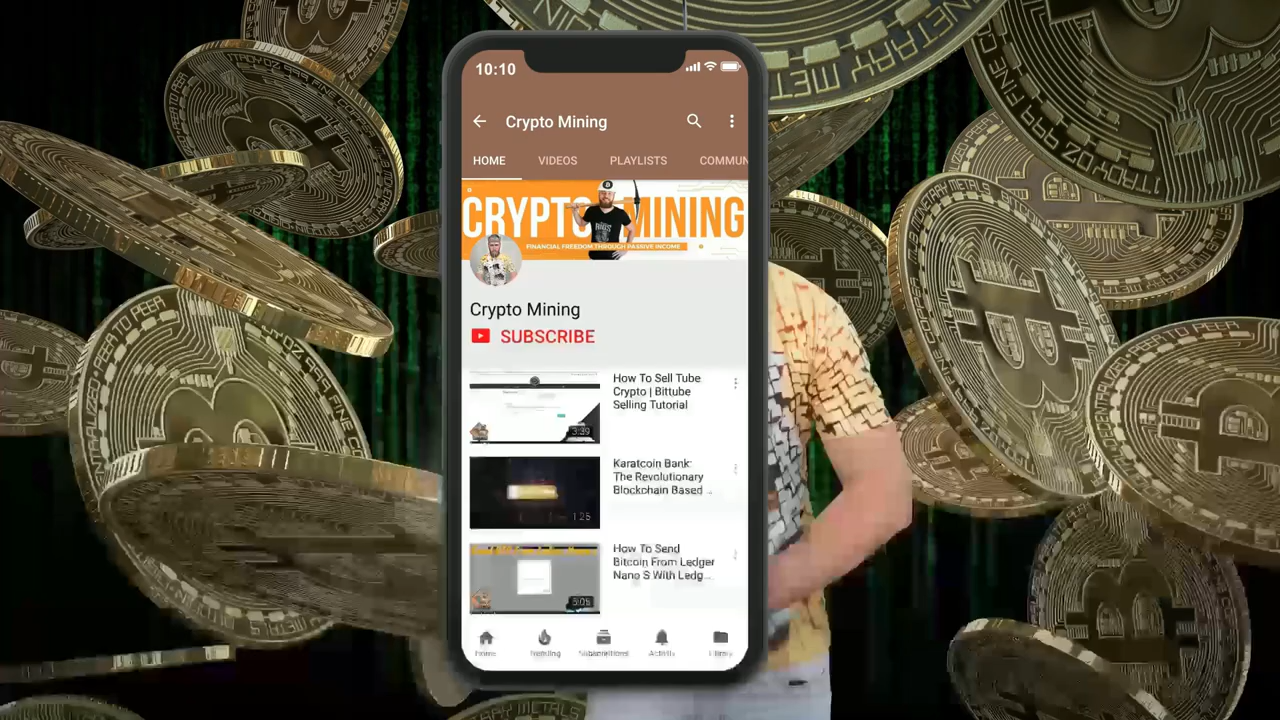 10:10
Crypto Mining
HOME VIDEOS PLAYLISTS COMMUN
CRYPTO MINING
FINANCIAL FREEDOM THROUGH PASSIVE INCOME
Crypto Mining
SUBSCRIBE
How To Sell Tube
Crypto | Bittube
Selling Tutorial
3:39
Karatcoin Bank:
The Revolutionary
Blockchain Based ...
1:25
How To Send
Bitcoin From Ledger
Nano S With Ledg...
5:05
Home Trending Subscriptions Activity Library